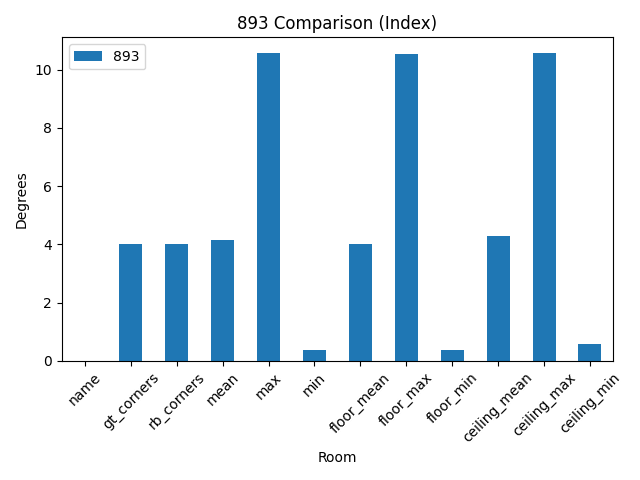 893 Comparison (Index)
893
Degrees
10
8
6
4
2
0
name
gt_corners
rb_corners
mean
max
min
floor_mean
floor_max
floor_min
ceiling_mean
ceiling_max
ceiling_min
Room